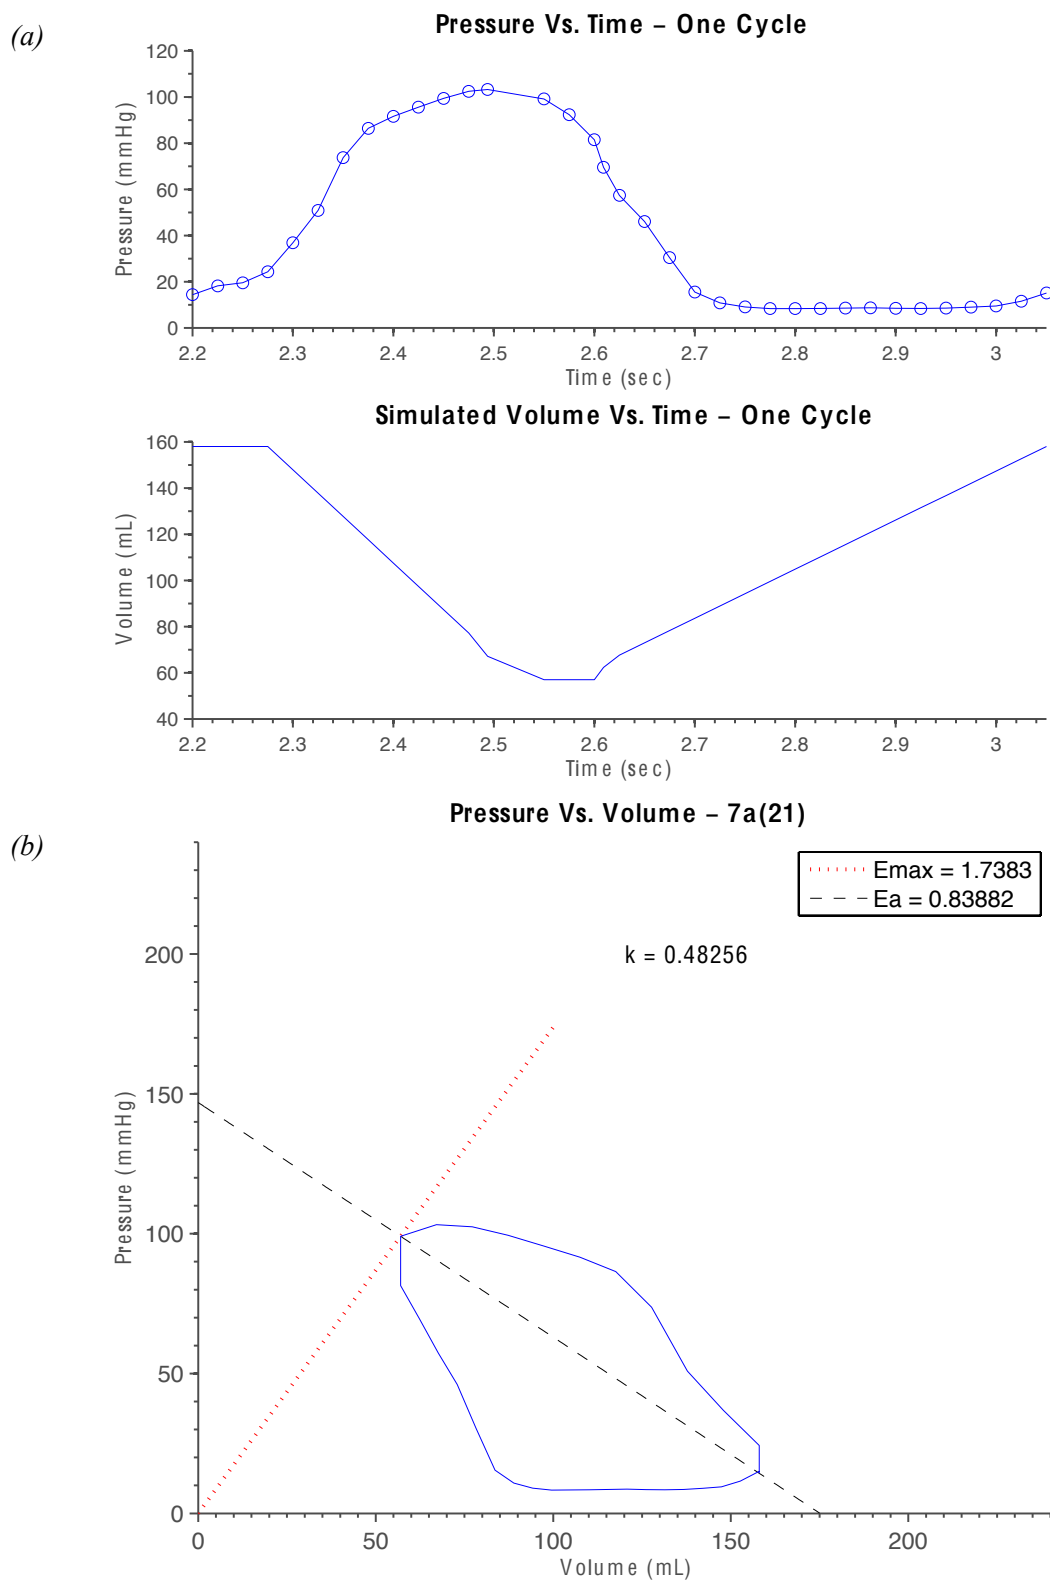 (a)
Pressure Vs. Time – One Cycle
120
100
80
60
40
20
0
Pressure (mmHg)
2.2 2.3 2.4 2.5 2.6 2.7 2.8 2.9 3
Time (sec)
Simulated Volume Vs. Time – One Cycle
160
140
120
100
80
60
40
Volume (mL)
2.2 2.3 2.4 2.5 2.6 2.7 2.8 2.9 3
Time (sec)
(b)
Pressure Vs. Volume – 7a(21)
Emax = 1.7383
Ea = 0.83882
k = 0.48256
200
150
100
50
0
Pressure (mmHg)
0 50 100 150 200
Volume (mL)